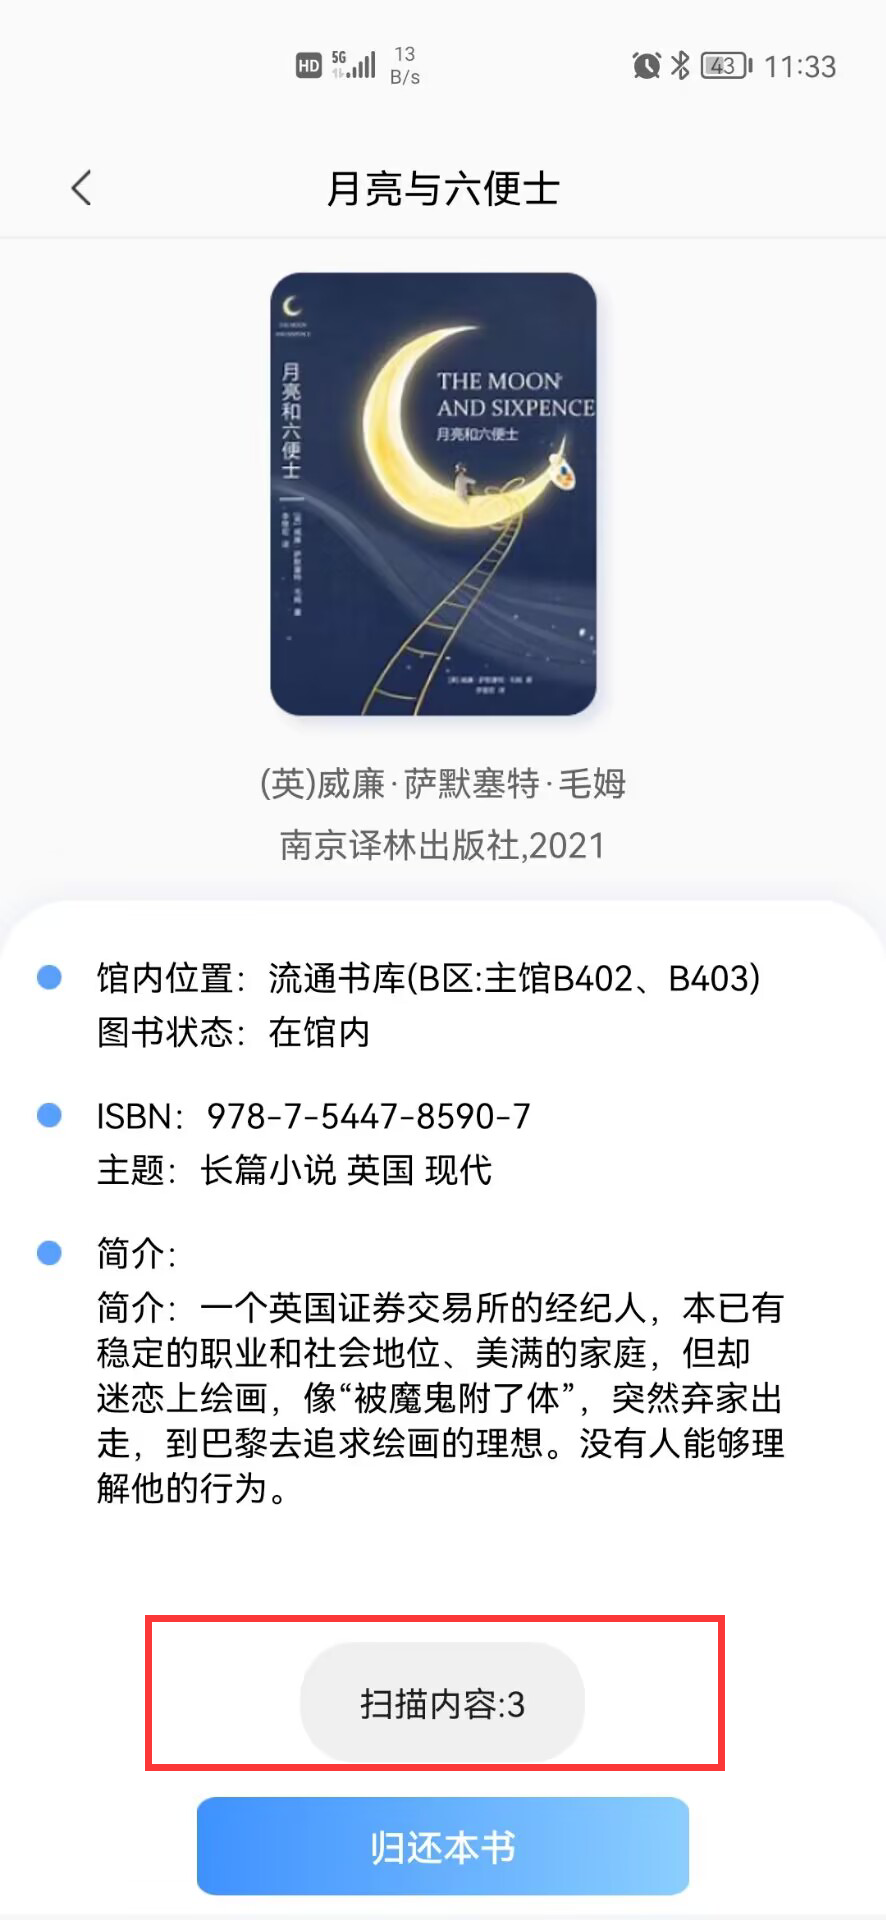 HD 5G 13 B/s 43 11:33
月亮与六便士
THE MOON
AND SIXPENCE
月亮和六便士
月亮和六便士
(英)威廉·萨默塞特·毛姆
南京译林出版社,2021
馆内位置：流通书库(B区:主馆B402、B403)
图书状态：在馆内
ISBN：978-7-5447-8590-7
主题：长篇小说 英国 现代
简介：
简介：一个英国证券交易所的经纪人，本已有
稳定的职业和社会地位、美满的家庭，但却
迷恋上绘画，像“被魔鬼附了体”，突然弃家出
走，到巴黎去追求绘画的理想。没有人能够理
解他的行为。
扫描内容:3
归还本书